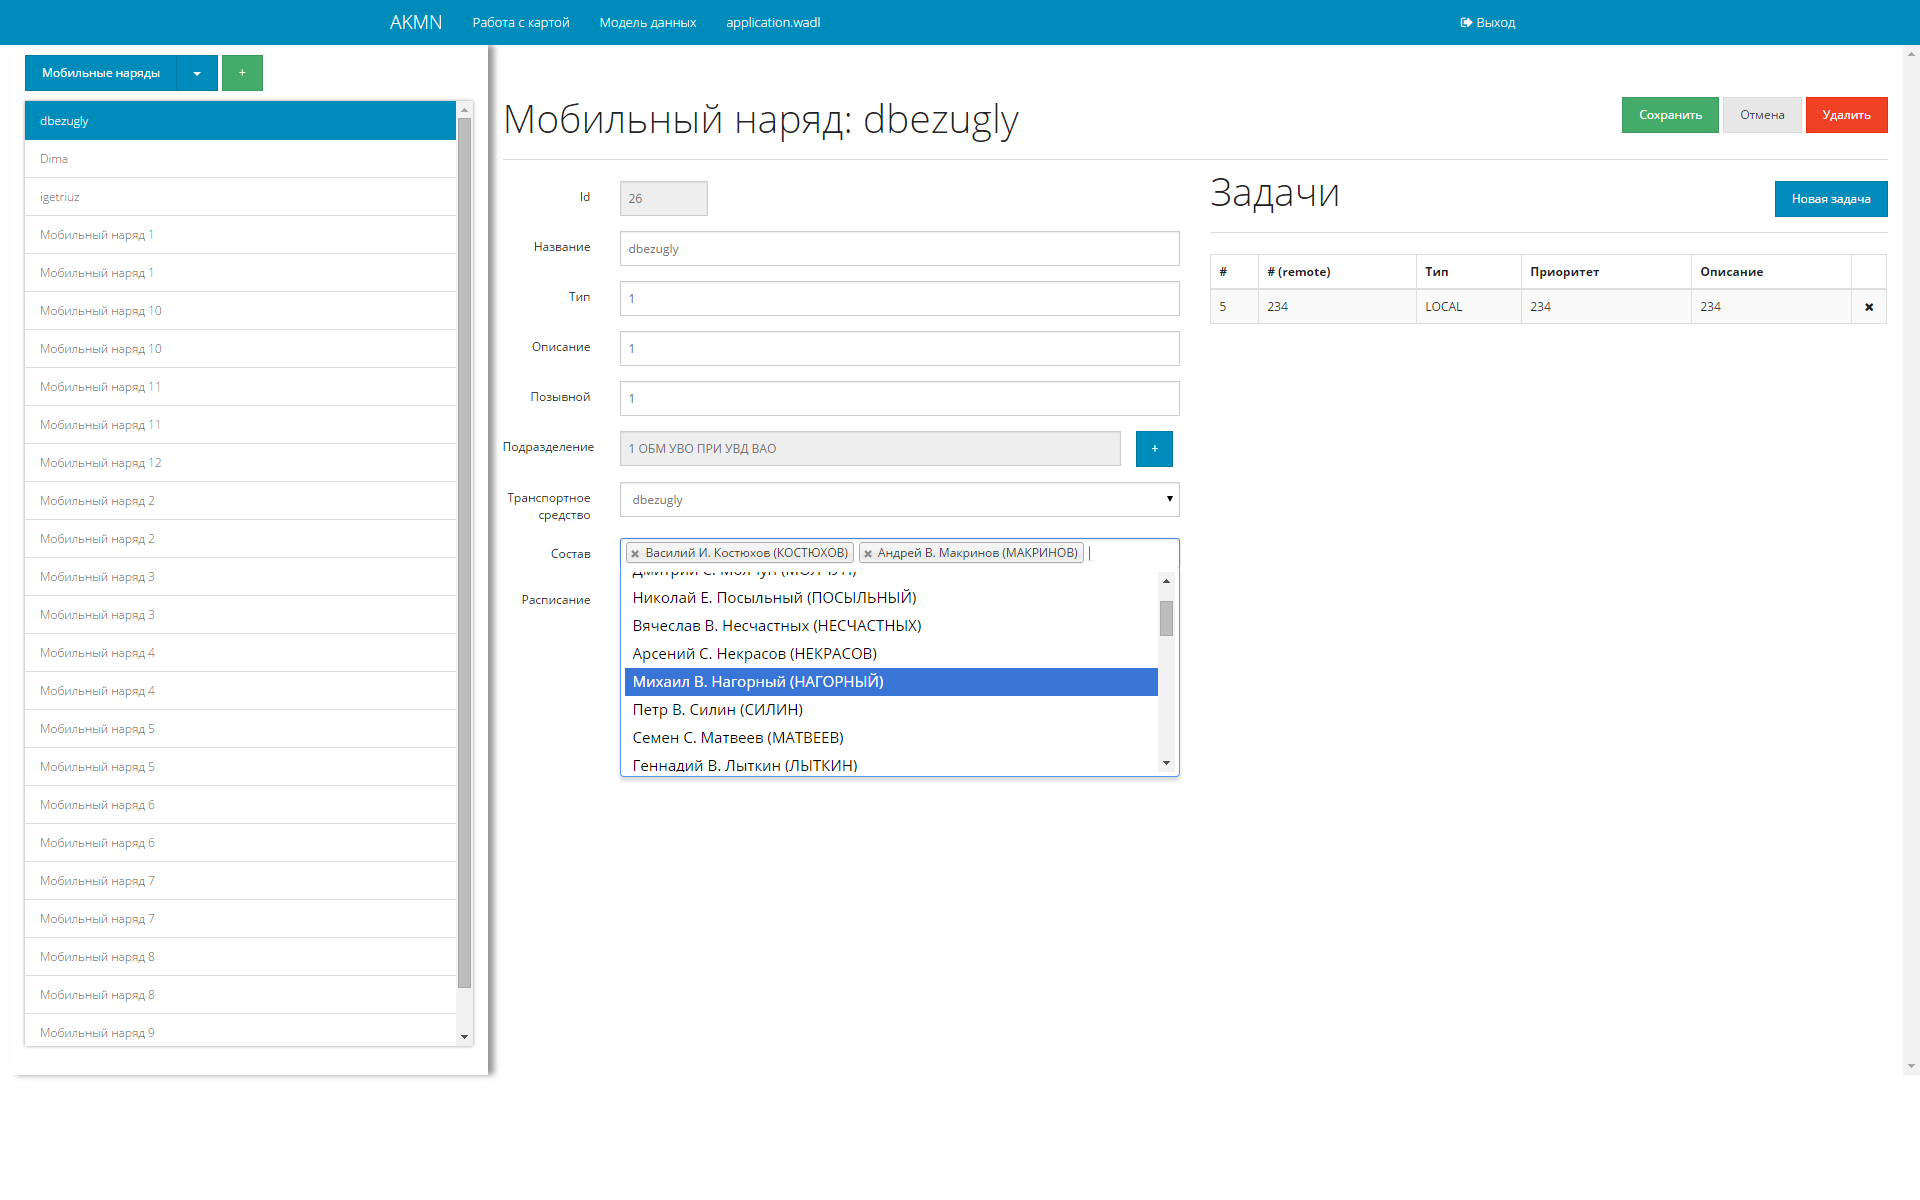 AKMN Работа с картой Модель данных application.wadl Выход
Мобильные наряды +
dbezugly
Dima
igetriuz
Мобильный наряд 1
Мобильный наряд 1
Мобильный наряд 10
Мобильный наряд 10
Мобильный наряд 11
Мобильный наряд 11
Мобильный наряд 12
Мобильный наряд 2
Мобильный наряд 2
Мобильный наряд 3
Мобильный наряд 3
Мобильный наряд 4
Мобильный наряд 4
Мобильный наряд 5
Мобильный наряд 5
Мобильный наряд 6
Мобильный наряд 6
Мобильный наряд 7
Мобильный наряд 7
Мобильный наряд 8
Мобильный наряд 8
Мобильный наряд 9
Мобильный наряд: dbezugly
Сохранить Отмена Удалить
Id 26
Название dbezugly
Тип 1
Описание 1
Позывной 1
Подразделение 1 ОБМ УВО ПРИ УВД ВАО +
Транспортное средство dbezugly
Состав Василий И. Костюхов (КОСТЮХОВ) Андрей В. Макринов (МАКРИНОВ)
Дмитрий С. Молчун (МОЛЧУН)
Николай Е. Посыльный (ПОСЫЛЬНЫЙ)
Вячеслав В. Несчастных (НЕСЧАСТНЫХ)
Арсений С. Некрасов (НЕКРАСОВ)
Михаил В. Нагорный (НАГОРНЫЙ)
Петр В. Силин (СИЛИН)
Семен С. Матвеев (МАТВЕЕВ)
Геннадий В. Лыткин (ЛЫТКИН)
Расписание
Задачи
Новая задача
# # (remote) Тип Приоритет Описание
5 234 LOCAL 234 234